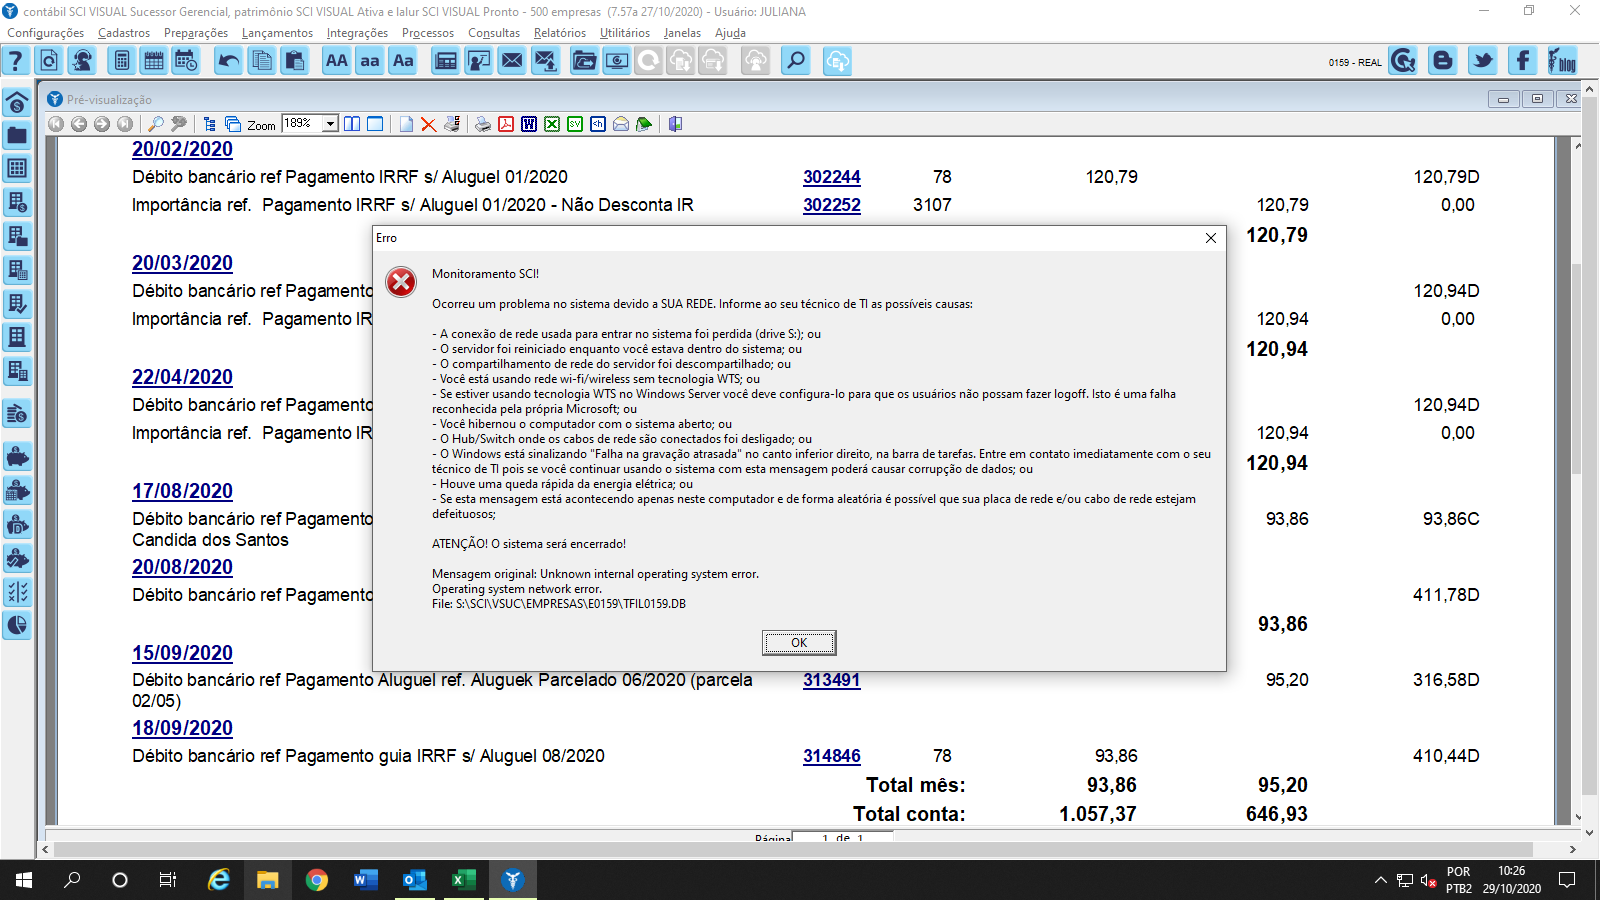 contábil SCI VISUAL Sucessor Gerencial, patrimônio SCI VISUAL Ativa e lalur SCI VISUAL Pronto - 500 empresas (7.57a 27/10/2020) - Usuário: JULIANA
Configurações Cadastros Preparações Lançamentos Integrações Processos Consultas Relatórios Utilitários Janelas Ajuda
AA aa Aa 0159 - REAL blog
Pré-visualização
Zoom 189%
20/02/2020
Débito bancário ref Pagamento IRRF s/ Aluguel 01/2020 302244 78 120,79 120,79D
Importância ref. Pagamento IRRF s/ Aluguel 01/2020 - Não Desconta IR 302252 3107 120,79 0,00
120,79
20/03/2020
Débito bancário ref Pagamento 120,94D
Importância ref. Pagamento IR 120,94 0,00
120,94
22/04/2020
Débito bancário ref Pagamento 120,94D
Importância ref. Pagamento IR 120,94 0,00
120,94
17/08/2020
Débito bancário ref Pagamento 93,86 93,86C
Candida dos Santos
20/08/2020
Débito bancário ref Pagamento 411,78D
93,86
15/09/2020
Débito bancário ref Pagamento Aluguel ref. Aluguek Parcelado 06/2020 (parcela 313491 95,20 316,58D
02/05)
18/09/2020
Débito bancário ref Pagamento guia IRRF s/ Aluguel 08/2020 314846 78 93,86 410,44D
Total mês: 93,86 95,20
Total conta: 1.057,37 646,93
Página 1 de 1
Erro
Monitoramento SCI!
Ocorreu um problema no sistema devido a SUA REDE. Informe ao seu técnico de TI as possíveis causas:
- A conexão de rede usada para entrar no sistema foi perdida (drive S:); ou
- O servidor foi reiniciado enquanto você estava dentro do sistema; ou
- O compartilhamento de rede do servidor foi descompartilhado; ou
- Você está usando rede wi-fi/wireless sem tecnologia WTS; ou
- Se estiver usando tecnologia WTS no Windows Server você deve configura-lo para que os usuários não possam fazer logoff. Isto é uma falha
reconhecida pela própria Microsoft; ou
- Você hibernou o computador com o sistema aberto; ou
- O Hub/Switch onde os cabos de rede são conectados foi desligado; ou
- O Windows está sinalizando "Falha na gravação atrasada" no canto inferior direito, na barra de tarefas. Entre em contato imediatamente com o seu
técnico de TI pois se você continuar usando o sistema com esta mensagem poderá causar corrupção de dados; ou
- Houve uma queda rápida da energia elétrica; ou
- Se esta mensagem está acontecendo apenas neste computador e de forma aleatória é possível que sua placa de rede e/ou cabo de rede estejam
defeituosos;
ATENÇÃO! O sistema será encerrado!
Mensagem original: Unknown internal operating system error.
Operating system network error.
File: S:\SCI\VSUC\EMPRESAS\E0159\TFIL0159.DB
OK
POR 10:26
PTB2 29/10/2020